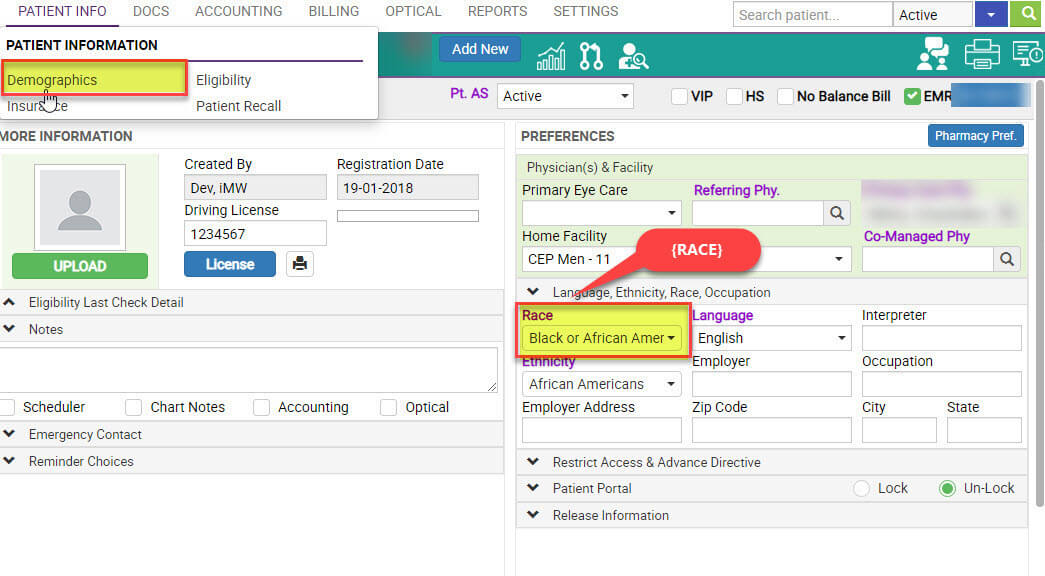 PATIENT INFO DOCS ACCOUNTING BILLING OPTICAL REPORTS SETTINGS Search patient... Active
PATIENT INFORMATION
Demographics Eligibility
Insurance Patient Recall
Add New
Pt. AS Active VIP HS No Balance Bill EMR
MORE INFORMATION
Created By Registration Date
Dev, iMW 19-01-2018
Driving License
1234567
UPLOAD License
Eligibility Last Check Detail
Notes
Scheduler Chart Notes Accounting Optical
Emergency Contact
Reminder Choices
PREFERENCES Pharmacy Pref.
Physician(s) & Facility
Primary Eye Care Referring Phy.
Home Facility Co-Managed Phy
CEP Men - 11
{RACE}
Language, Ethnicity, Race, Occupation
Race Language Interpreter
Black or African Amer English
Ethnicity Employer Occupation
African Americans
Employer Address Zip Code City State
Restrict Access & Advance Directive
Patient Portal Lock Un-Lock
Release Information